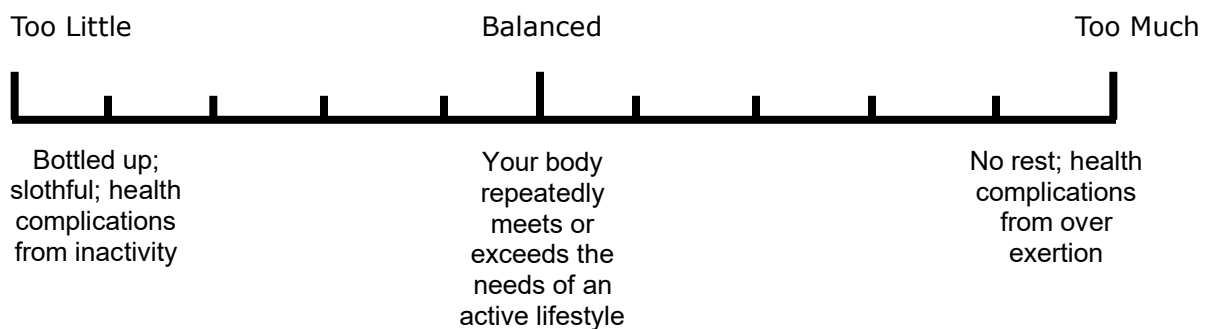 Too Little
Balanced
Too Much
Bottled up;
slothful; health
complications
from inactivity
Your body
repeatedly
meets or
exceeds the
needs of an
active lifestyle
No rest; health
complications
from over
exertion